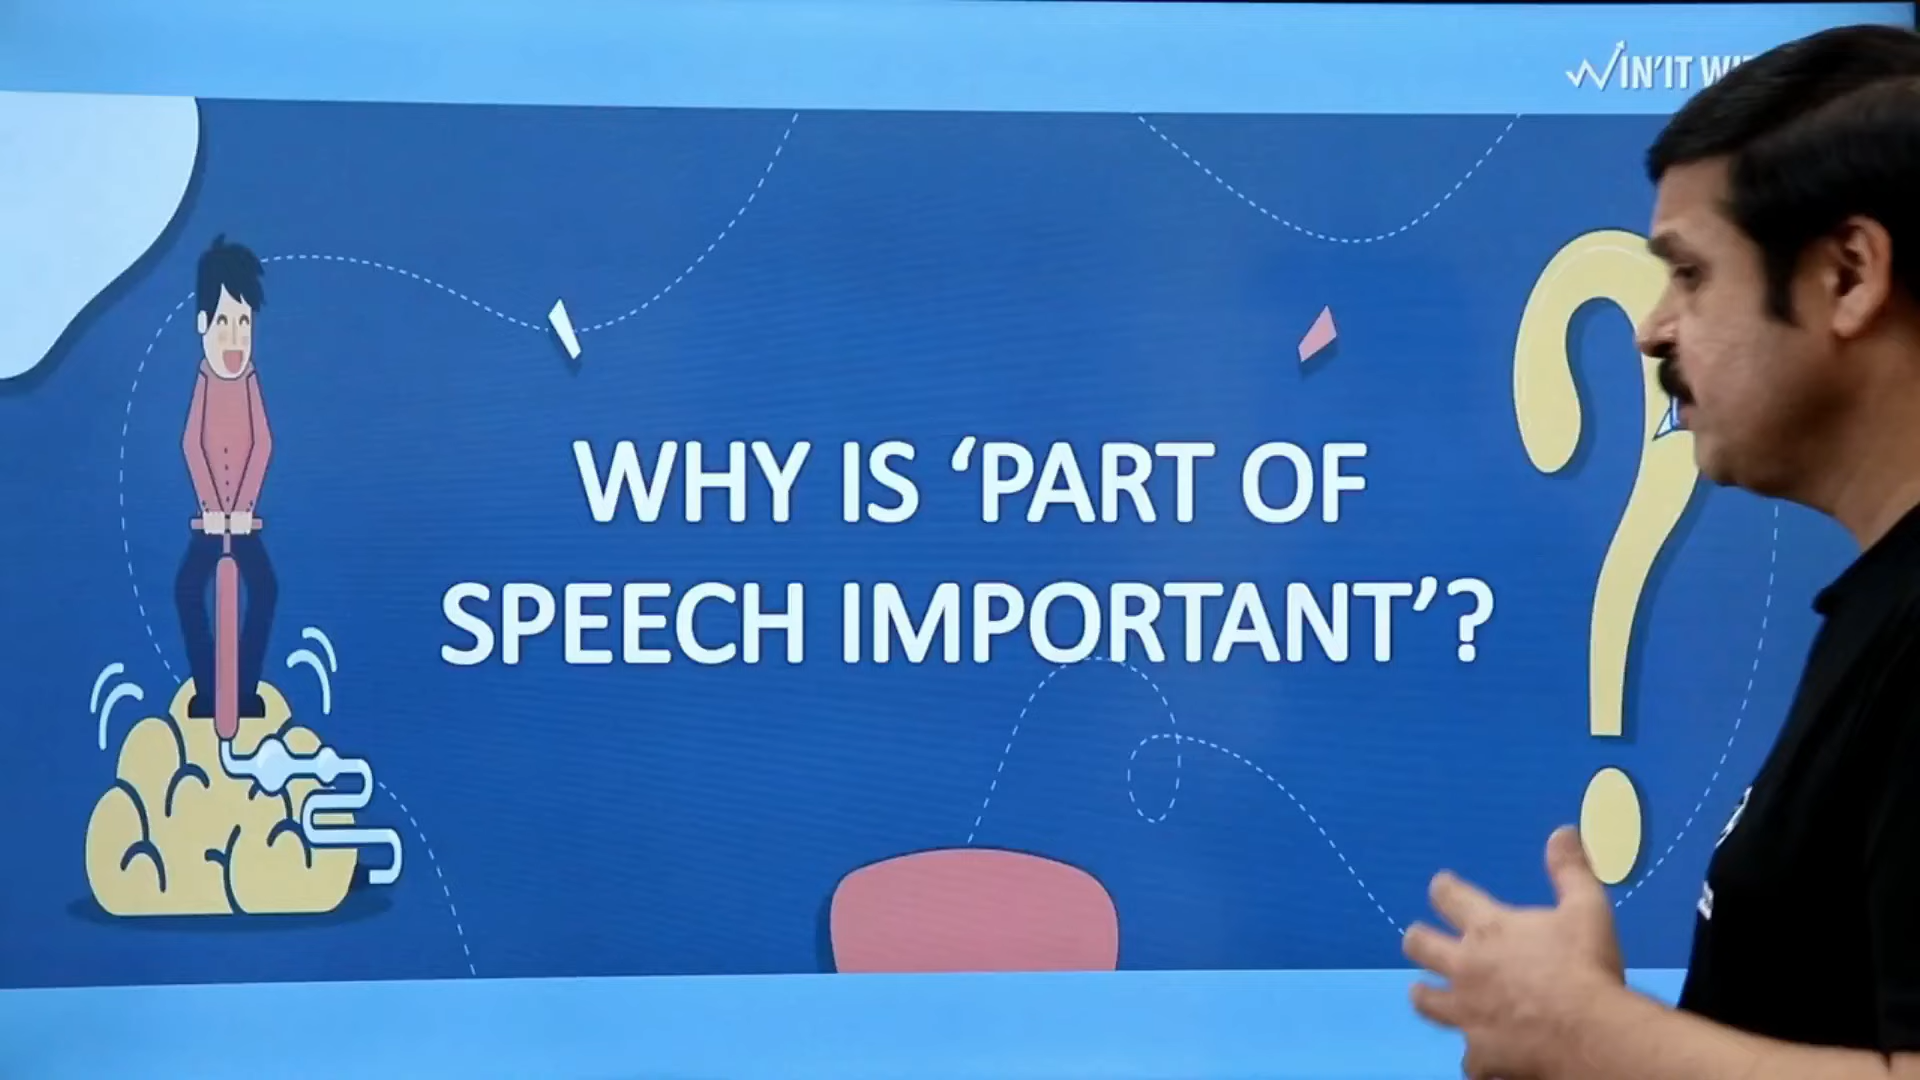 WIN'IT
WHY IS ‘PART OF
SPEECH IMPORTANT’?